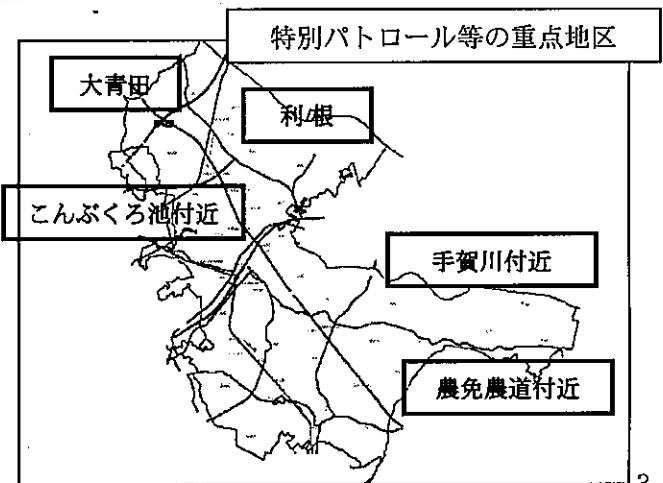 特別パトロール等の重点地区
大青田
利根
こんぶくろ池付近
手賀川付近
農免農道付近